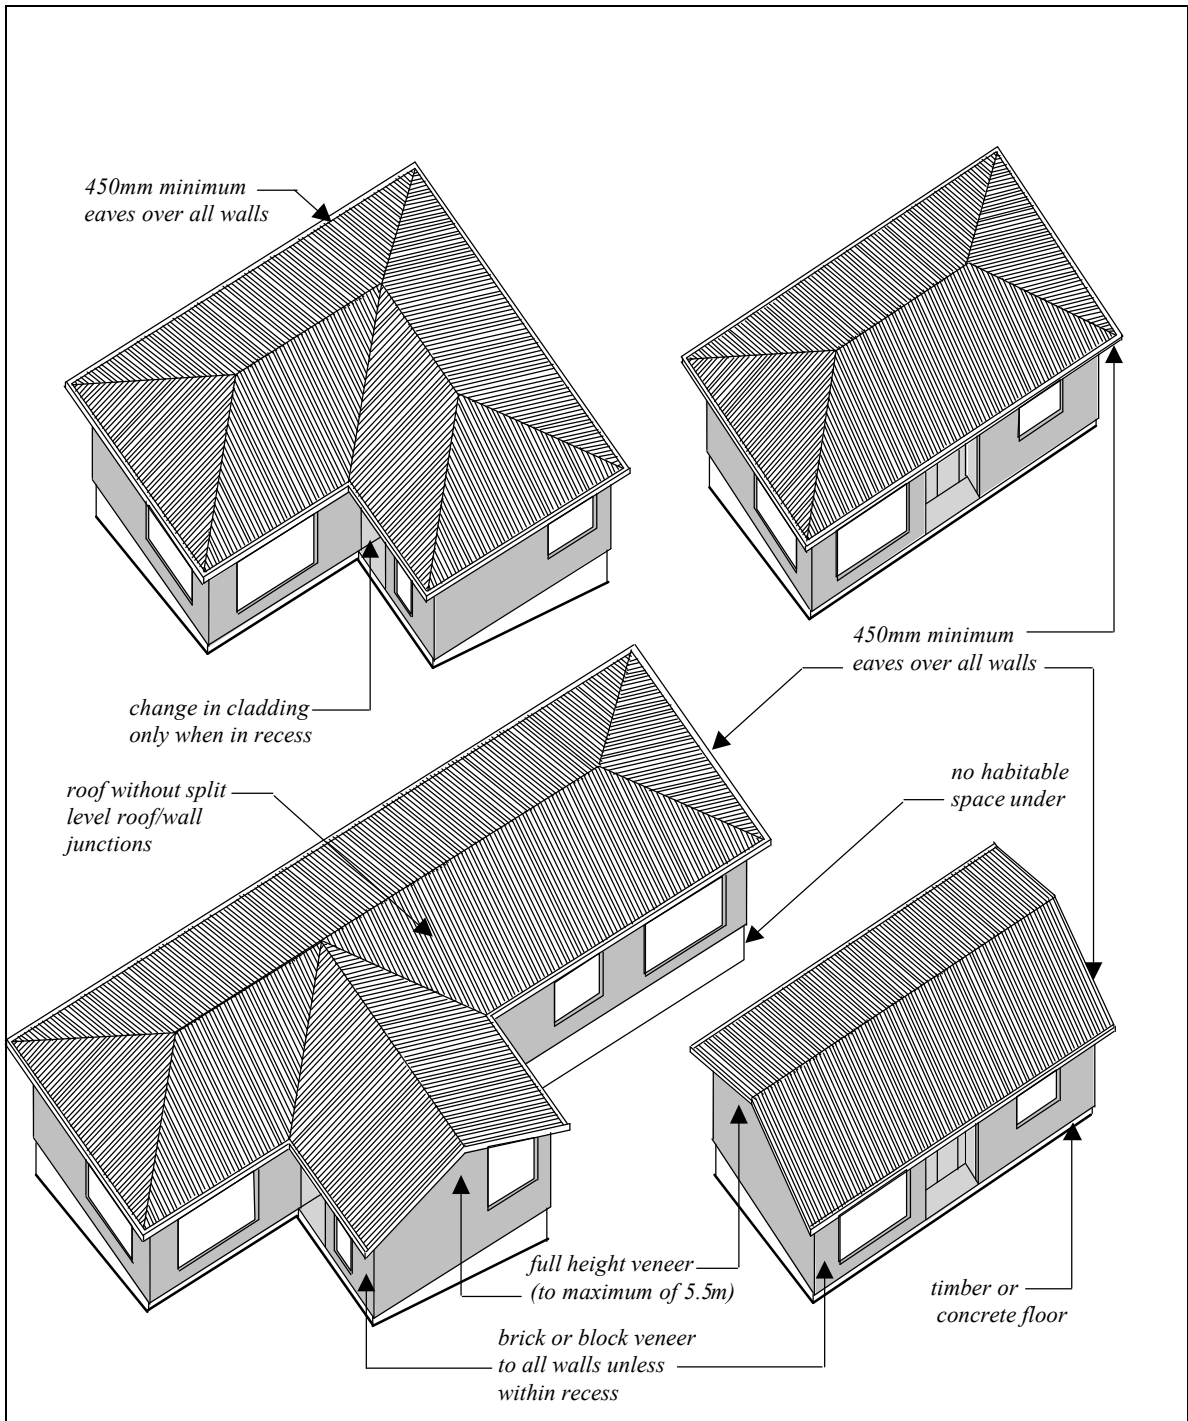 450mm minimum
eaves over all walls
450mm minimum
eaves over all walls
change in cladding
only when in recess
roof without split
level roof/wall
junctions
no habitable
space under
full height veneer
(to maximum of 5.5m)
timber or
concrete floor
brick or block veneer
to all walls unless
within recess